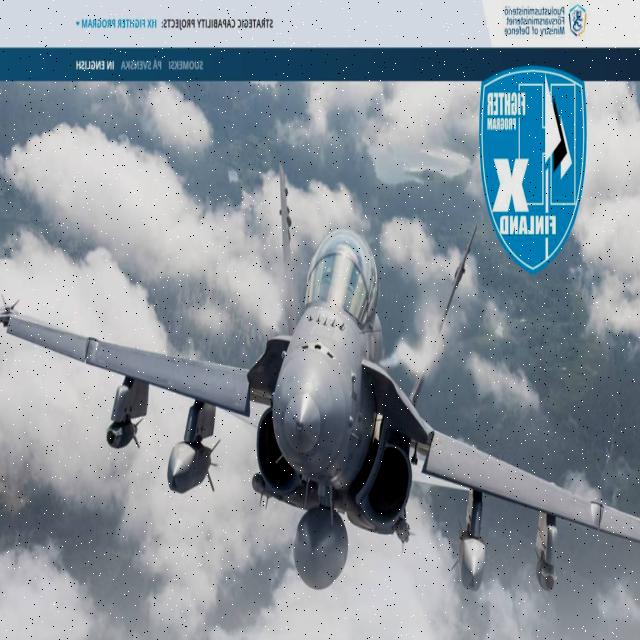 Puolustusministeriö
Försvarsministeriet
Ministry of Defence
STRATEGIC CAPABILITY PROJECTS: HX FIGHTER PROGRAM
SUOMEKSI PÅ SVENSKA IN ENGLISH
H
FIGHTER
PROGRAM
X
FINLAND